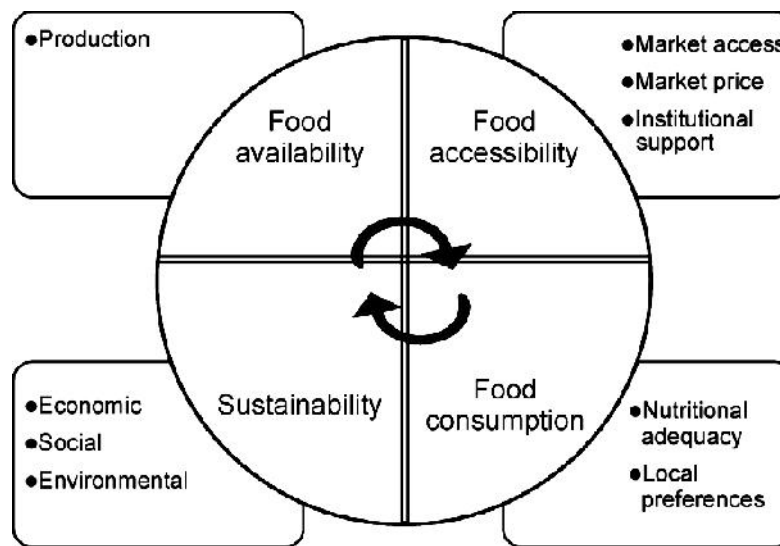 ●Production
●Market access
●Market price
●Institutional
support
Food
availability
Food
accessibility
Sustainability
Food
consumption
●Economic
●Social
●Environmental
●Nutritional
adequacy
●Local
preferences